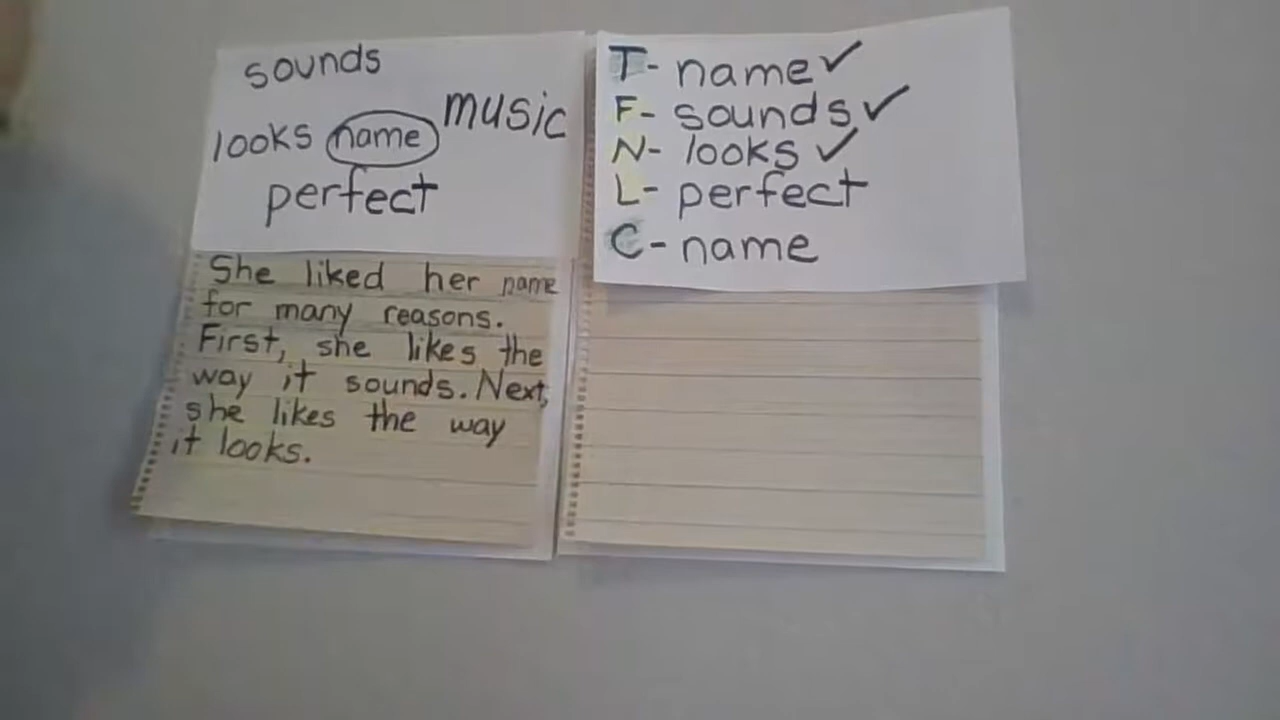 sounds
music
looks name
perfect
She liked her name
for many reasons.
First, she likes the
way it sounds. Next,
she likes the way
it looks.
T- name ✓
F- sounds ✓
N- looks ✓
L- perfect
C- name